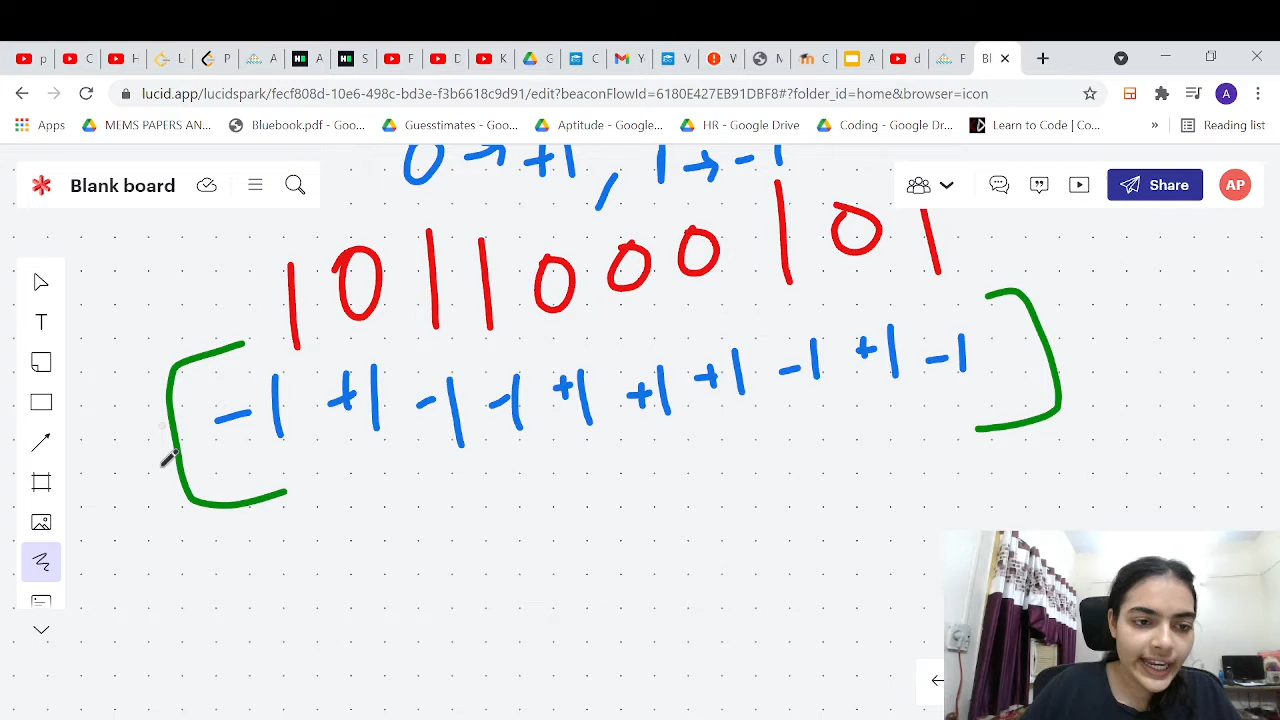 p C H L P A A S F D K G C Y V W M C A d F Bl
lucid.app/lucidspark/fecf808d-10e6-498c-bd3e-f3b6618c9d91/edit?beaconFlowId=6180E427EB91DBF8#?folder_id=home&browser=icon A
Apps MEMS PAPERS AN... Bluebook.pdf - Goo... Guesstimates - Goo... Aptitude - Google... HR - Google Drive Coding - Google Dr... Learn to Code | Co... » Reading list
0 → +1 , 1 → -1
Blank board Share AP
1 0 1 1 0 0 0 1 0 1
-1 +1 -1 -1 +1 +1 +1 -1 +1 -1
T